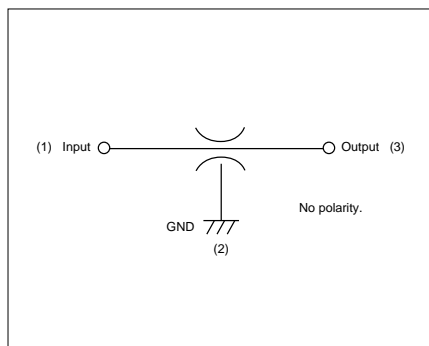 (1) Input Output (3)
No polarity.
GND
(2)